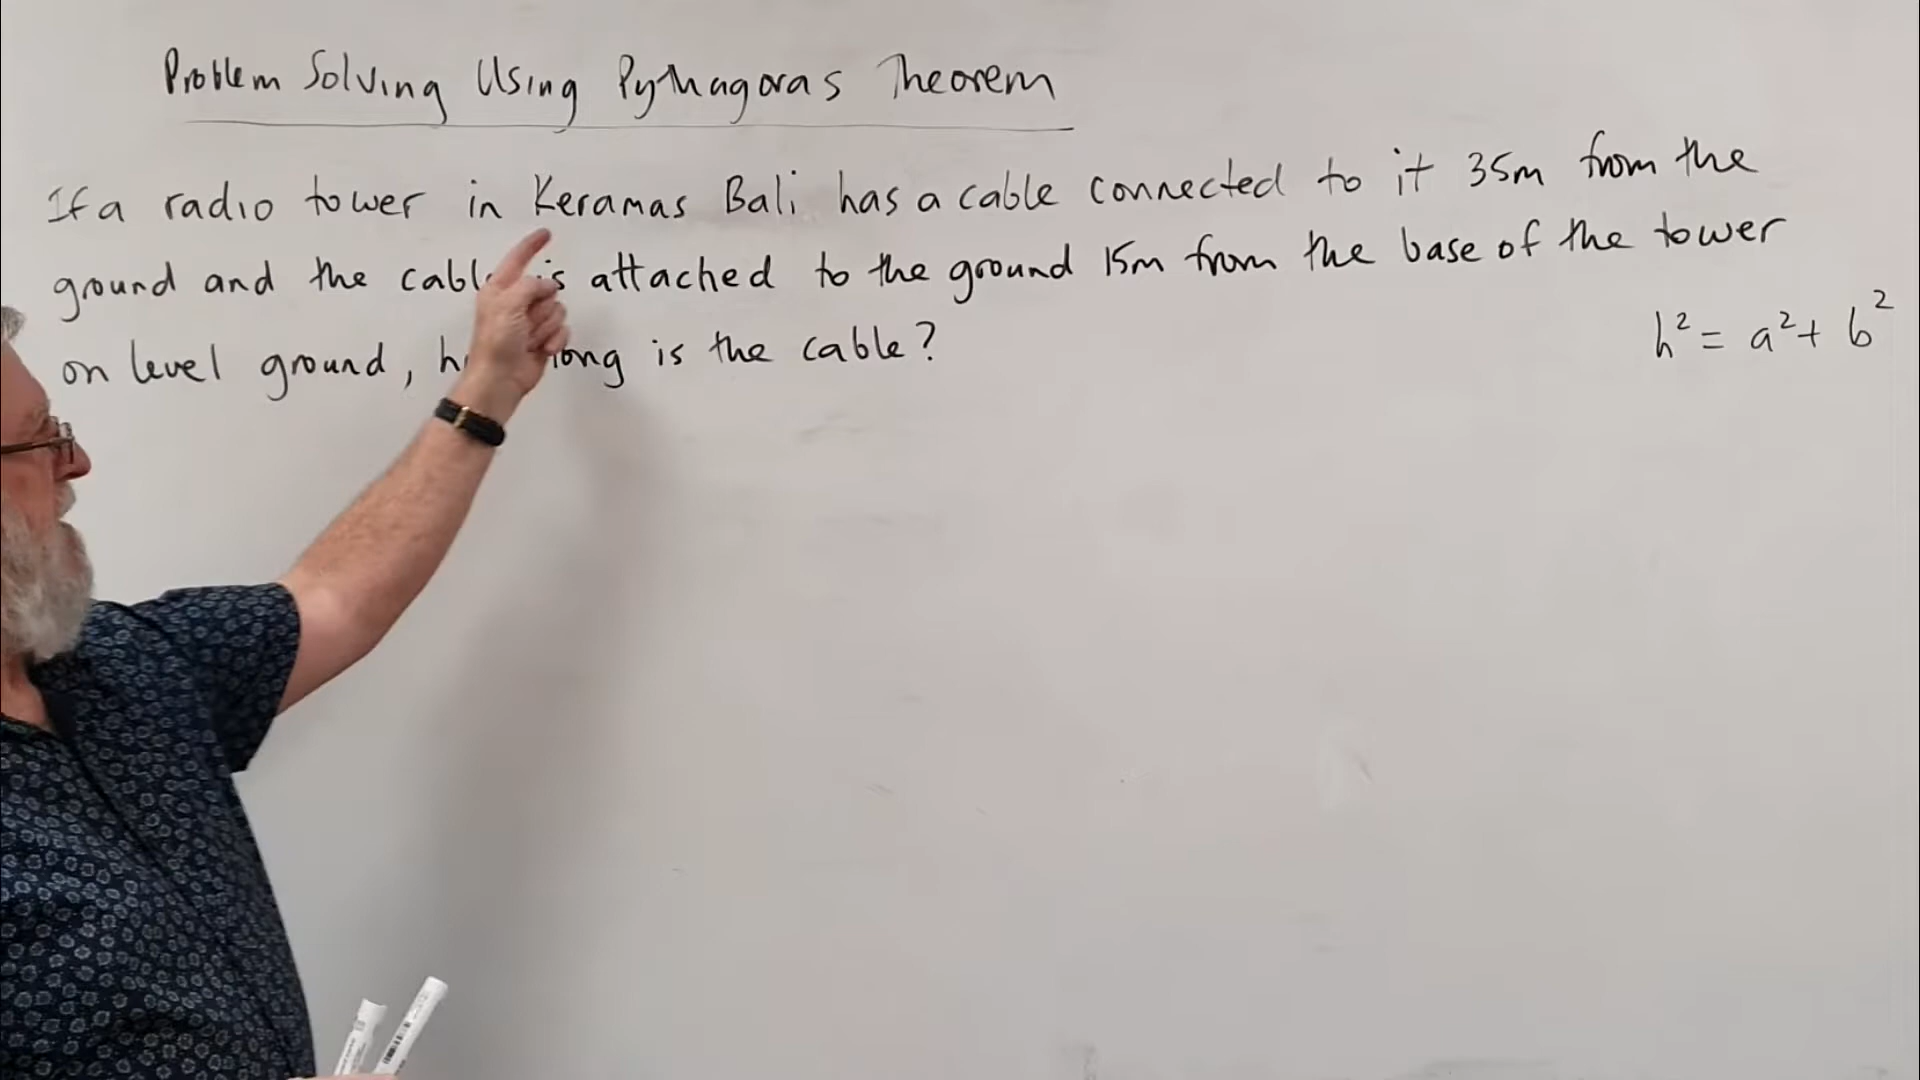 Problem Solving Using Pythagoras Theorem
If a radio tower in Keramas Bali has a cable connected to it 35m from the
ground and the cable is attached to the ground 15m from the base of the tower
on level ground, long is the cable?
h² = a² + b²